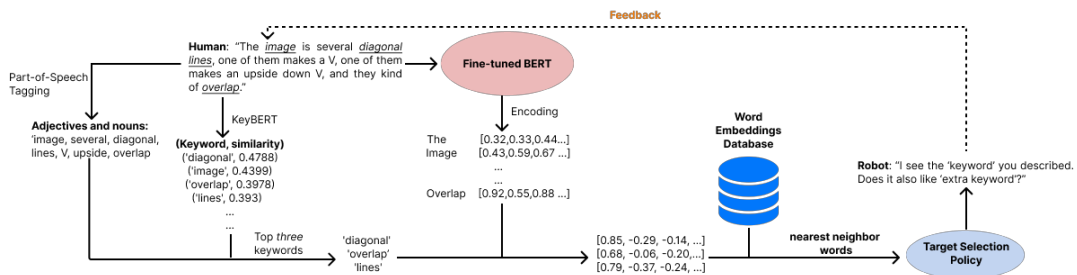 Feedback
Human: "The image is several diagonal
lines, one of them makes a V, one of them
makes an upside down V, and they kind
of overlap."
Fine-tuned BERT
Part-of-Speech
Tagging
KeyBERT
Encoding
Adjectives and nouns:
'image, several, diagonal,
lines, V, upside, overlap
(Keyword, similarity)
('diagonal', 0.4788)
('image', 0.4399)
('overlap', 0.3978)
('lines', 0.393)
...
...
The [0.32,0.33,0.44...]
Image [0.43,0.59,0.67 ...]
... ...
... ...
Overlap [0.92,0.55,0.88 ...]
Word
Embeddings
Database
Robot: "I see the 'keyword' you described.
Does it also like 'extra keyword'?"
Top three
keywords
'diagonal'
'overlap'
'lines'
[0.85, -0.29, -0.14, ...]
[0.68, -0.06, -0.20,...]
[0.79, -0.37, -0.24, ...]
nearest neighbor
words
Target Selection
Policy